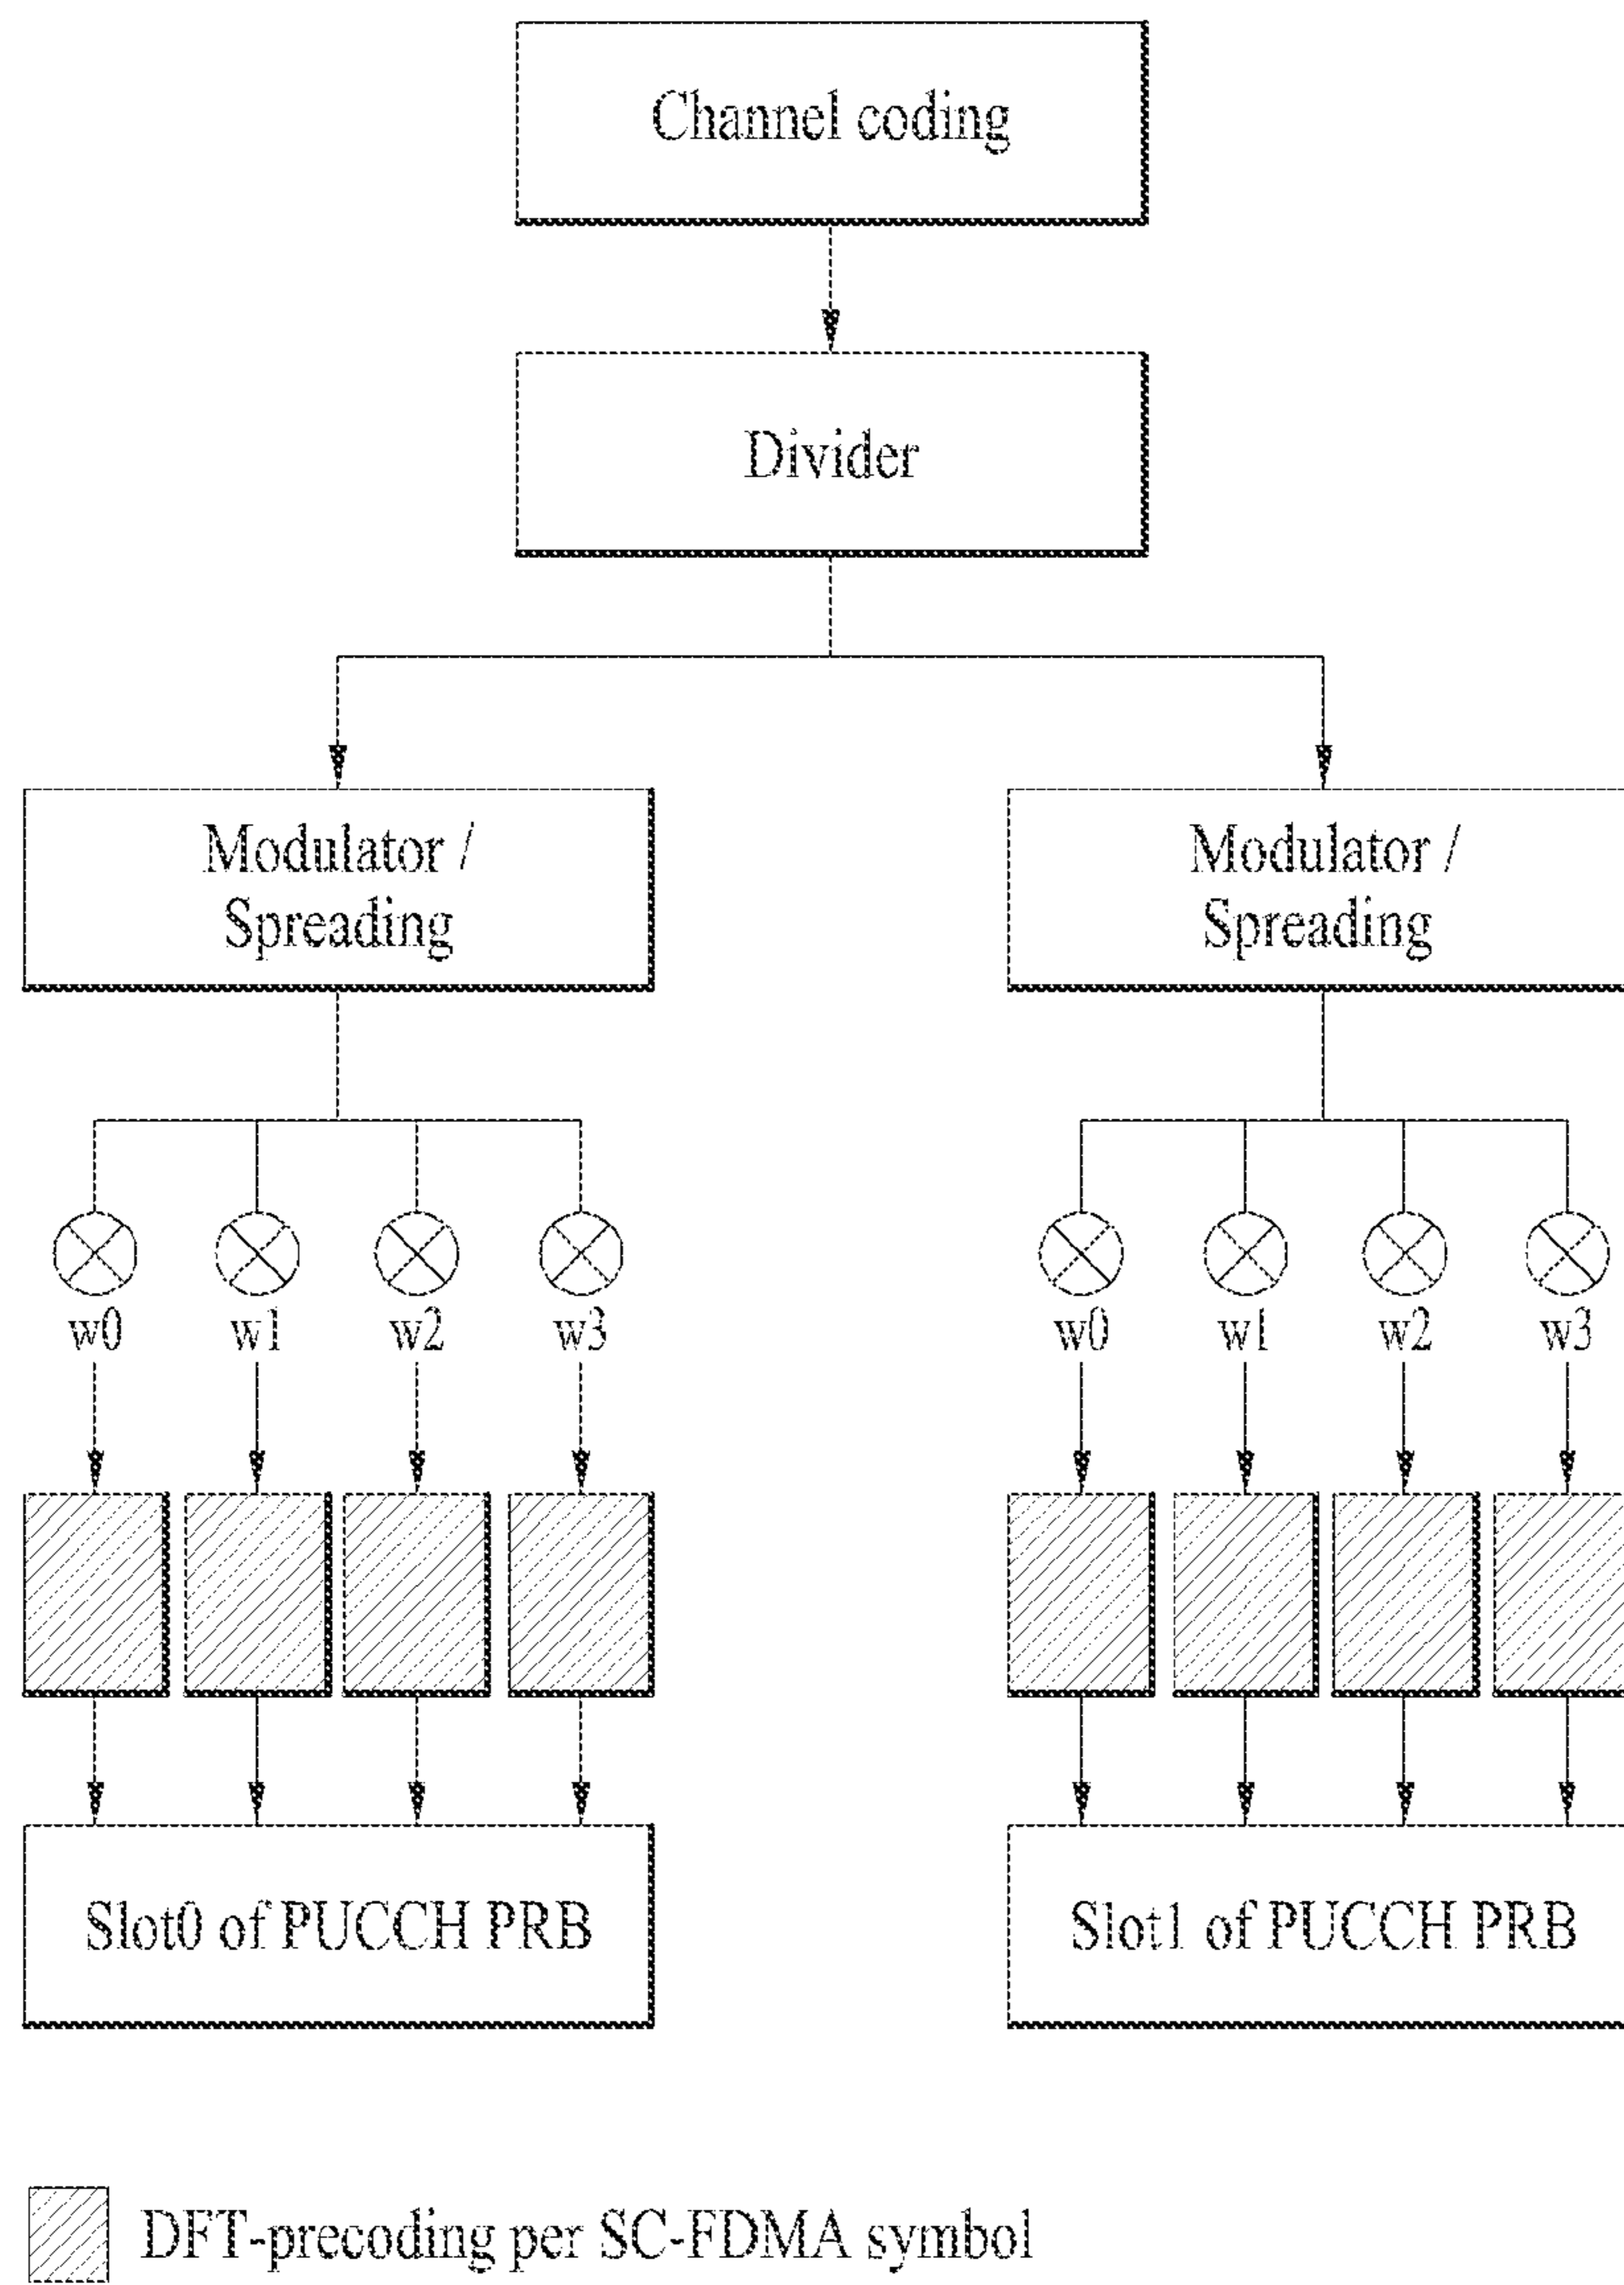 Channel coding
Divider
Modulator /
Spreading
Modulator /
Spreading
w0 w1 w2 w3
w0 w1 w2 w3
Slot0 of PUCCH PRB
Slot1 of PUCCH PRB
DFT-precoding per SC-FDMA symbol